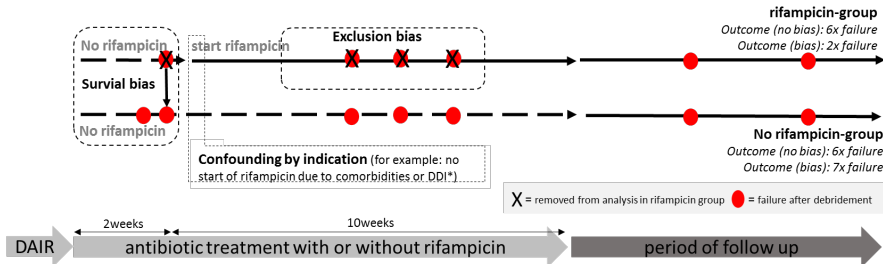 rifampicin-group
Outcome (no bias): 6x failure
Outcome (bias): 2x failure
No rifampicin
start rifampicin
Exclusion bias
X
X
X
X
Survial bias
No rifampicin
No rifampicin-group
Outcome (no bias): 6x failure
Outcome (bias): 7x failure
Confounding by indication (for example: no
start of rifampicin due to comorbidities or DDI*)
X = removed from analysis in rifampicin group
= failure after debridement
2weeks
10weeks
DAIR
antibiotic treatment with or without rifampicin
period of follow up